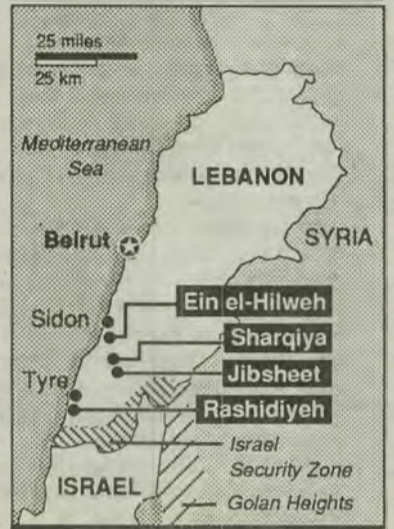 25 miles
25 km
Mediterranean
Sea
LEBANON
Beirut
SYRIA
Ein el-Hilweh
Sidon
Sharqiya
Jibsheet
Tyre
Rashidiyeh
Israel
Security Zone
ISRAEL
Golan Heights